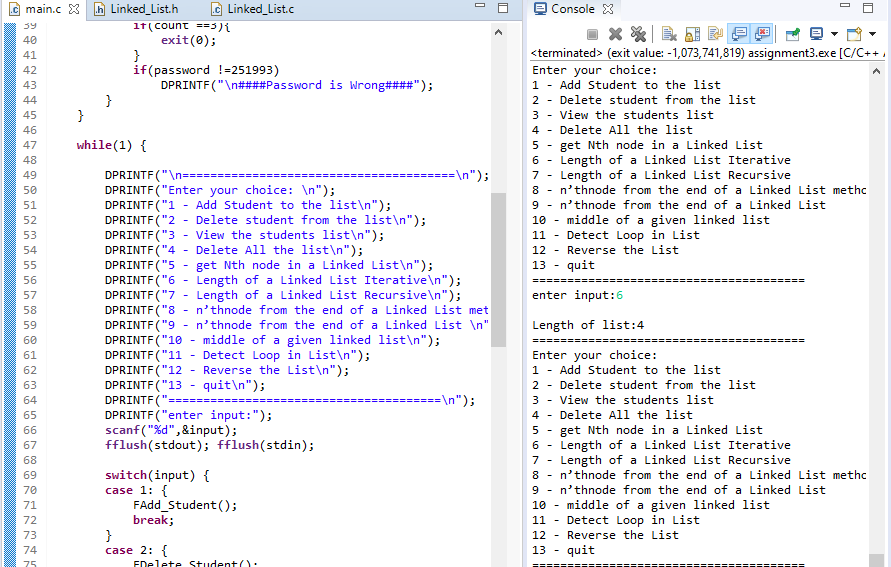 main.c
Linked_List.h
Linked_List.c
39 if(count ==3){
40 exit(0);
41 }
42 if(password !=251993)
43 DPRINTF("\n####Password is Wrong####");
44 }
45 }
46
47 while(1) {
48
49 DPRINTF("\n=======================================\n");
50 DPRINTF("Enter your choice: \n");
51 DPRINTF("1 - Add Student to the list\n");
52 DPRINTF("2 - Delete student from the list\n");
53 DPRINTF("3 - View the students list\n");
54 DPRINTF("4 - Delete All the list\n");
55 DPRINTF("5 - get Nth node in a Linked List\n");
56 DPRINTF("6 - Length of a Linked List Iterative\n");
57 DPRINTF("7 - Length of a Linked List Recursive\n");
58 DPRINTF("8 - n’thnode from the end of a Linked List met
59 DPRINTF("9 - n’thnode from the end of a Linked List \n"
60 DPRINTF("10 - middle of a given linked list\n");
61 DPRINTF("11 - Detect Loop in List\n");
62 DPRINTF("12 - Reverse the List\n");
63 DPRINTF("13 - quit\n");
64 DPRINTF("=======================================\n");
65 DPRINTF("enter input:");
66 scanf("%d",&input);
67 fflush(stdout); fflush(stdin);
68
69 switch(input) {
70 case 1: {
71 FAdd_Student();
72 break;
73 }
74 case 2: {
75 FDelete_Student();
Console
<terminated> (exit value: -1,073,741,819) assignment3.exe [C/C++
Enter your choice:
1 - Add Student to the list
2 - Delete student from the list
3 - View the students list
4 - Delete All the list
5 - get Nth node in a Linked List
6 - Length of a Linked List Iterative
7 - Length of a Linked List Recursive
8 - n’thnode from the end of a Linked List metho
9 - n’thnode from the end of a Linked List
10 - middle of a given linked list
11 - Detect Loop in List
12 - Reverse the List
13 - quit
=======================================
enter input:6
Length of list:4
=======================================
Enter your choice:
1 - Add Student to the list
2 - Delete student from the list
3 - View the students list
4 - Delete All the list
5 - get Nth node in a Linked List
6 - Length of a Linked List Iterative
7 - Length of a Linked List Recursive
8 - n’thnode from the end of a Linked List metho
9 - n’thnode from the end of a Linked List
10 - middle of a given linked list
11 - Detect Loop in List
12 - Reverse the List
13 - quit
=======================================